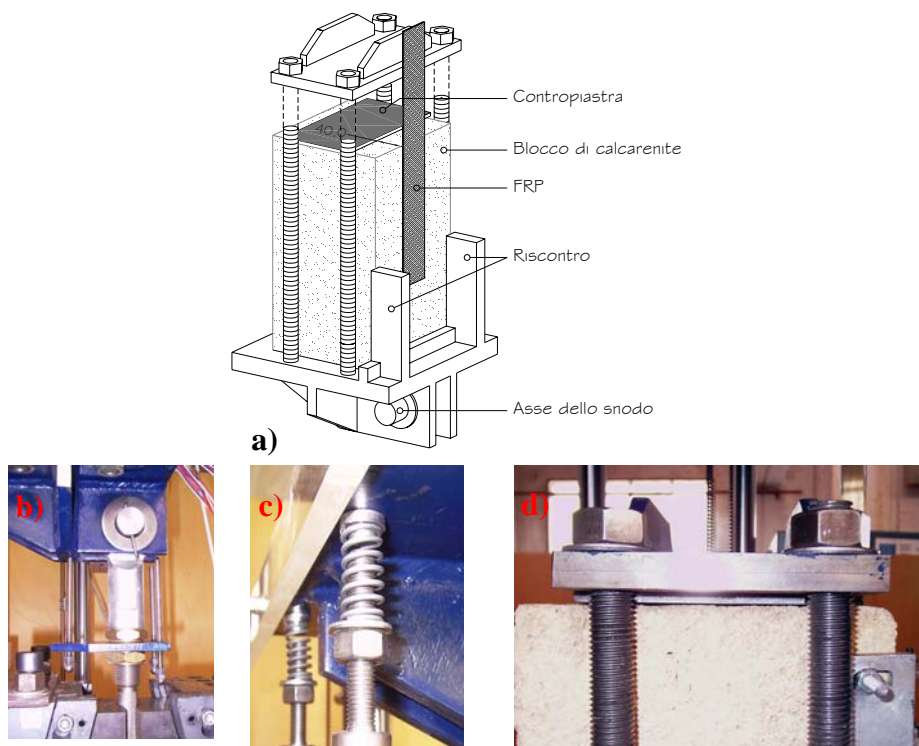 Contropiastra
40,0
Blocco di calcarenite
FRP
Riscontro
Asse dello snodo
a)
b)
c)
d)